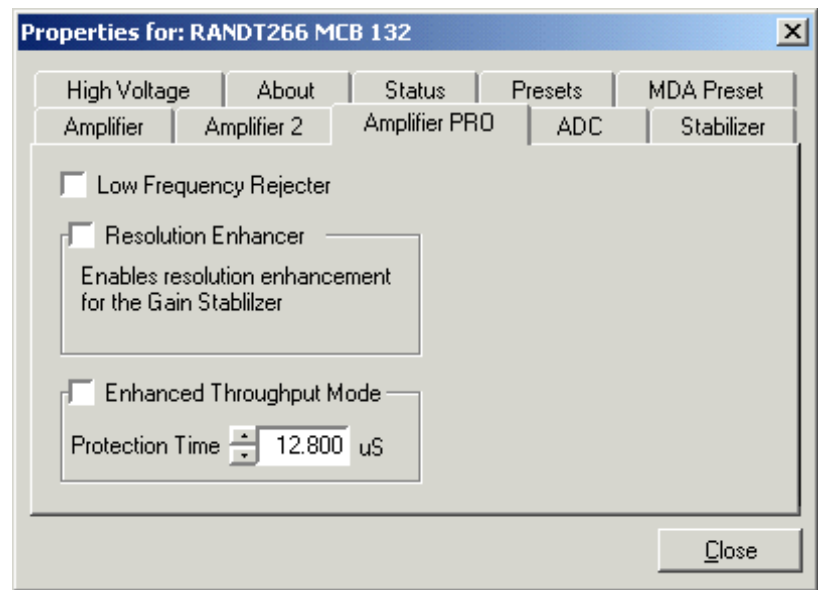 Properties for: RANDT266 MCB 132
High Voltage About Status Presets MDA Preset
Amplifier Amplifier 2 Amplifier PRO ADC Stabilizer
Low Frequency Rejecter
Resolution Enhancer
Enables resolution enhancement
for the Gain Stablilzer
Enhanced Throughput Mode
Protection Time 12.800 uS
Close